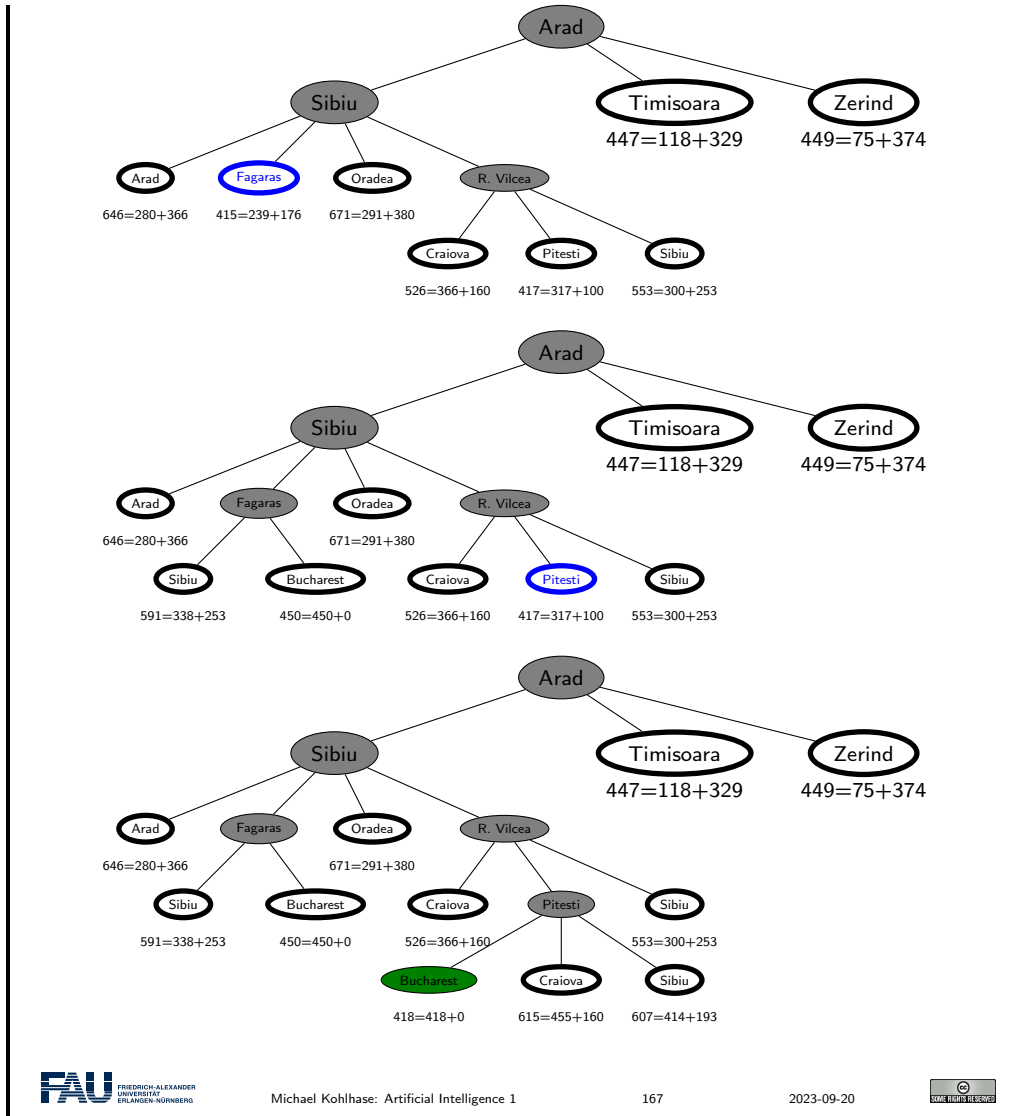 Arad
Sibiu Timisoara Zerind
447=118+329 449=75+374
Arad Fagaras Oradea R. Vilcea
646=280+366 415=239+176 671=291+380
Craiova Pitesti Sibiu
526=366+160 417=317+100 553=300+253
Arad
Sibiu Timisoara Zerind
447=118+329 449=75+374
Arad Fagaras Oradea R. Vilcea
646=280+366 671=291+380
Sibiu Bucharest Craiova Pitesti Sibiu
591=338+253 450=450+0 526=366+160 417=317+100 553=300+253
Arad
Sibiu Timisoara Zerind
447=118+329 449=75+374
Arad Fagaras Oradea R. Vilcea
646=280+366 671=291+380
Sibiu Bucharest Craiova Pitesti Sibiu
591=338+253 450=450+0 526=366+160 553=300+253
Bucharest Craiova Sibiu
418=418+0 615=455+160 607=414+193
FAU FRIEDRICH-ALEXANDER
UNIVERSITÄT
ERLANGEN-NÜRNBERG
Michael Kohlhase: Artificial Intelligence 1 167 2023-09-20
cc
SOME RIGHTS RESERVED